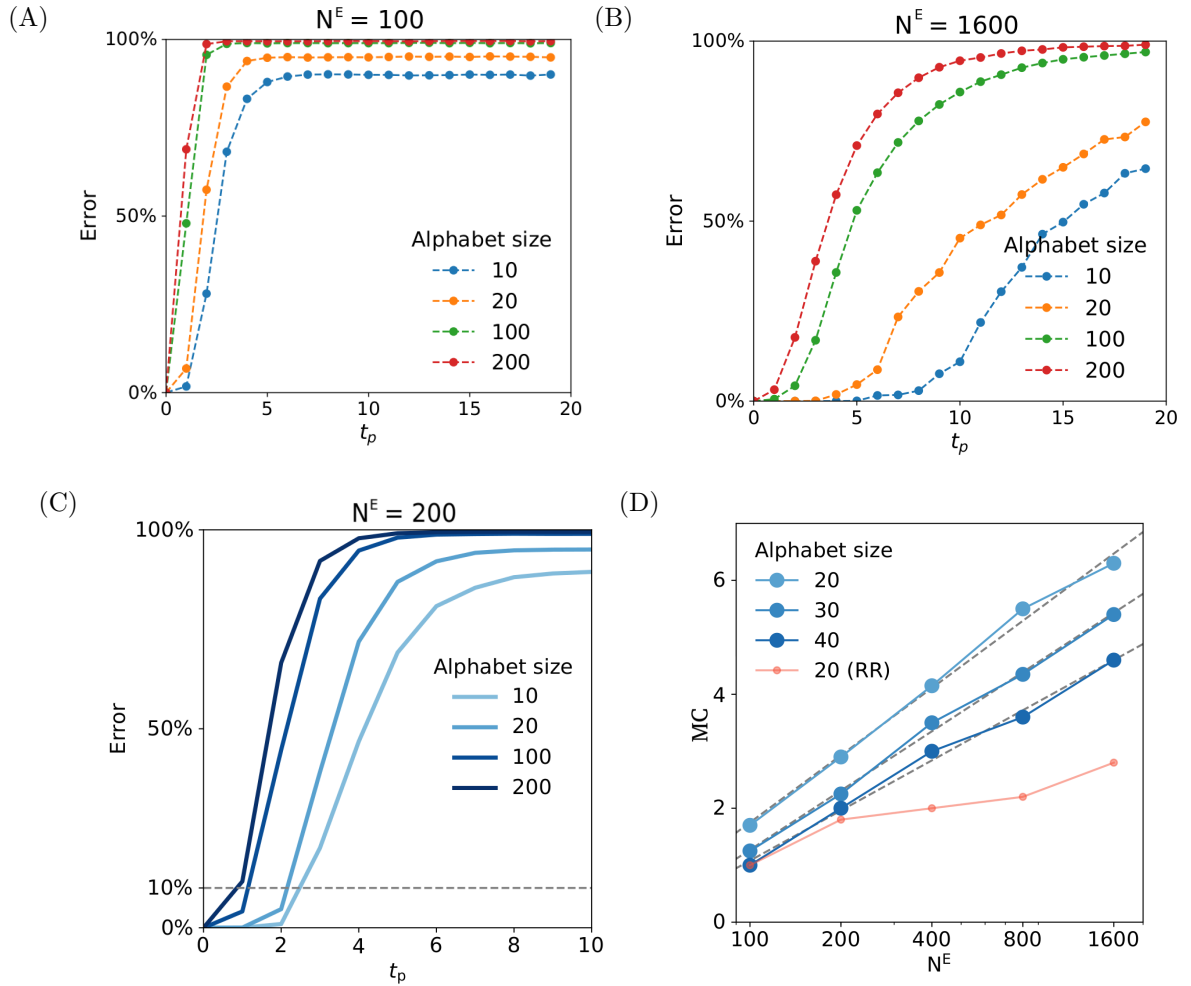 (A)
N^E = 100
100%
50%
0%
Error
Alphabet size
10
20
100
200
0
5
10
15
20
t_p
(B)
N^E = 1600
100%
50%
0%
Error
Alphabet size
10
20
100
200
0
5
10
15
20
t_p
(C)
N^E = 200
100%
50%
10%
0%
Error
Alphabet size
10
20
100
200
0
2
4
6
8
10
t_p
(D)
6
4
2
0
MC
Alphabet size
20
30
40
20 (RR)
100
200
400
800
1600
N^E